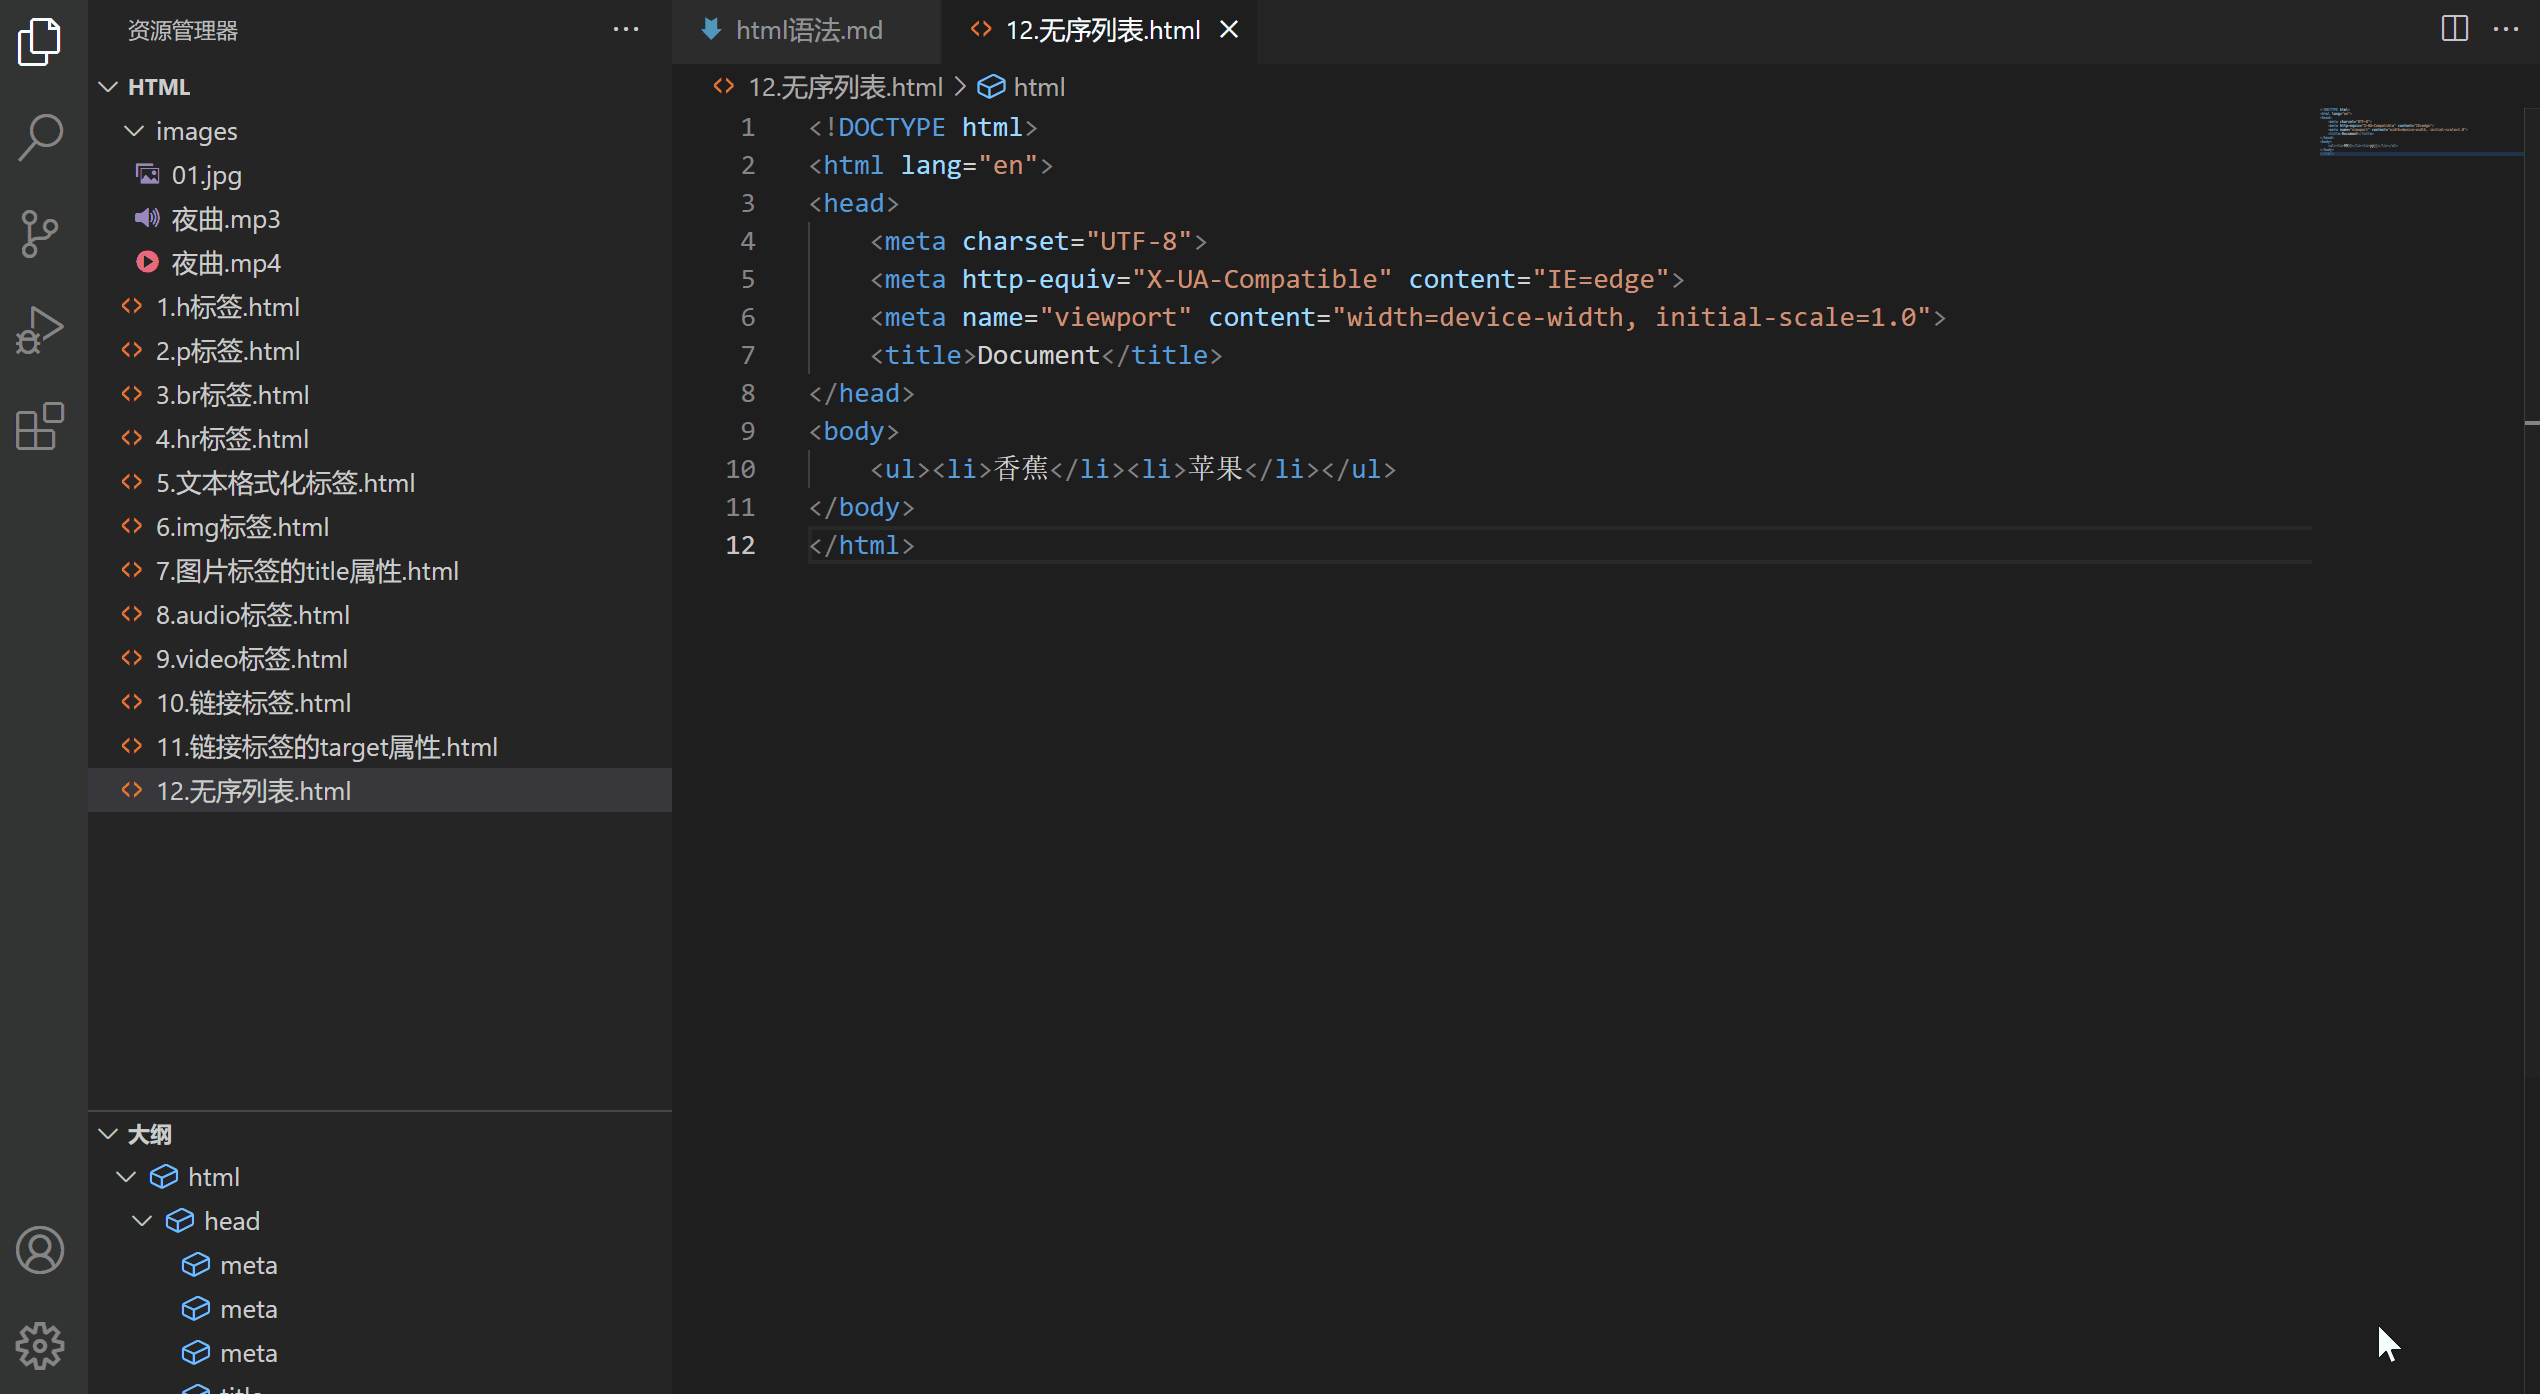 资源管理器
HTML
images
01.jpg
夜曲.mp3
夜曲.mp4
1.h标签.html
2.p标签.html
3.br标签.html
4.hr标签.html
5.文本格式化标签.html
6.img标签.html
7.图片标签的title属性.html
8.audio标签.html
9.video标签.html
10.链接标签.html
11.链接标签的target属性.html
12.无序列表.html
大纲
html
head
meta
meta
meta
title
html语法.md
12.无序列表.html
12.无序列表.html > html
1 <!DOCTYPE html>
2 <html lang="en">
3 <head>
4 <meta charset="UTF-8">
5 <meta http-equiv="X-UA-Compatible" content="IE=edge">
6 <meta name="viewport" content="width=device-width, initial-scale=1.0">
7 <title>Document</title>
8 </head>
9 <body>
10 <ul><li>香蕉</li><li>苹果</li></ul>
11 </body>
12 </html>